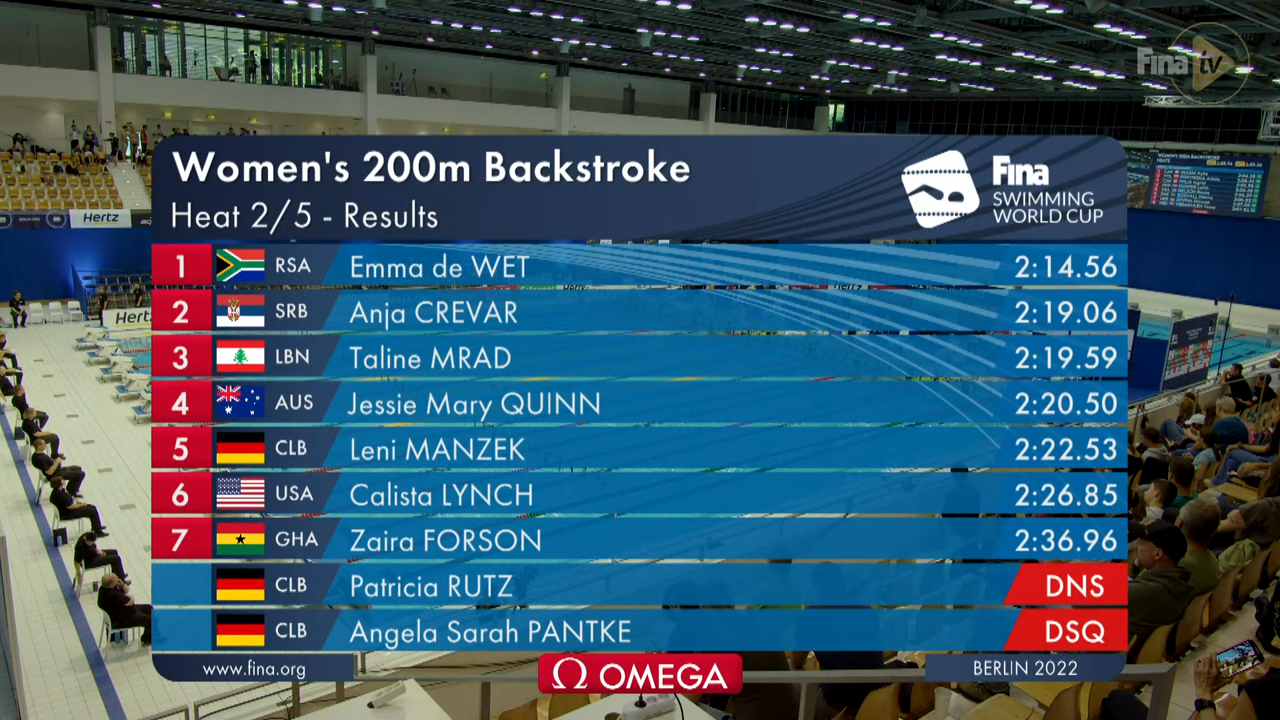 Fina tv
Women's 200m Backstroke
Heat 2/5 - Results
Fina
SWIMMING
WORLD CUP
1 RSA Emma de WET 2:14.56
2 SRB Anja CREVAR 2:19.06
3 LBN Taline MRAD 2:19.59
4 AUS Jessie Mary QUINN 2:20.50
5 CLB Leni MANZEK 2:22.53
6 USA Calista LYNCH 2:26.85
7 GHA Zaira FORSON 2:36.96
CLB Patricia RUTZ DNS
CLB Angela Sarah PANTKE DSQ
www.fina.org
Ω OMEGA
BERLIN 2022
Hertz